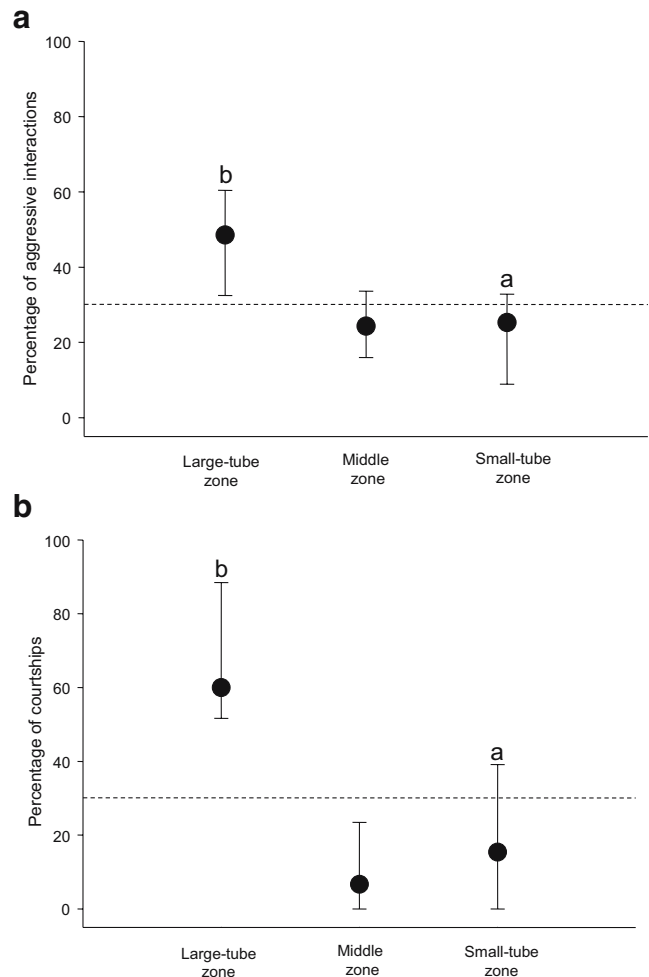 a
Percentage of aggressive interactions
100
80
60
40
20
0
b
a
Large-tube
zone
Middle
zone
Small-tube
zone
b
Percentage of courtships
100
80
60
40
20
0
b
a
Large-tube
zone
Middle
zone
Small-tube
zone